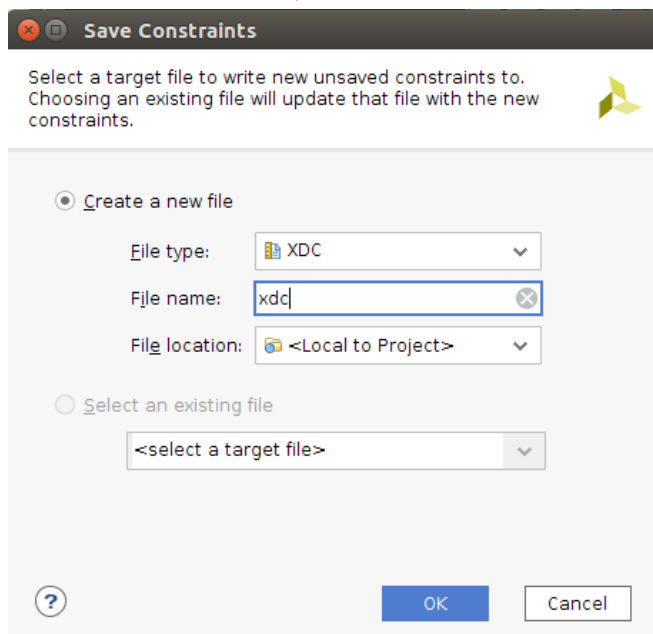 Save Constraints
Select a target file to write new unsaved constraints to.
Choosing an existing file will update that file with the new
constraints.
Create a new file
File type: XDC
File name: xdc
File location: <Local to Project>
Select an existing file
<select a target file>
?
OK Cancel